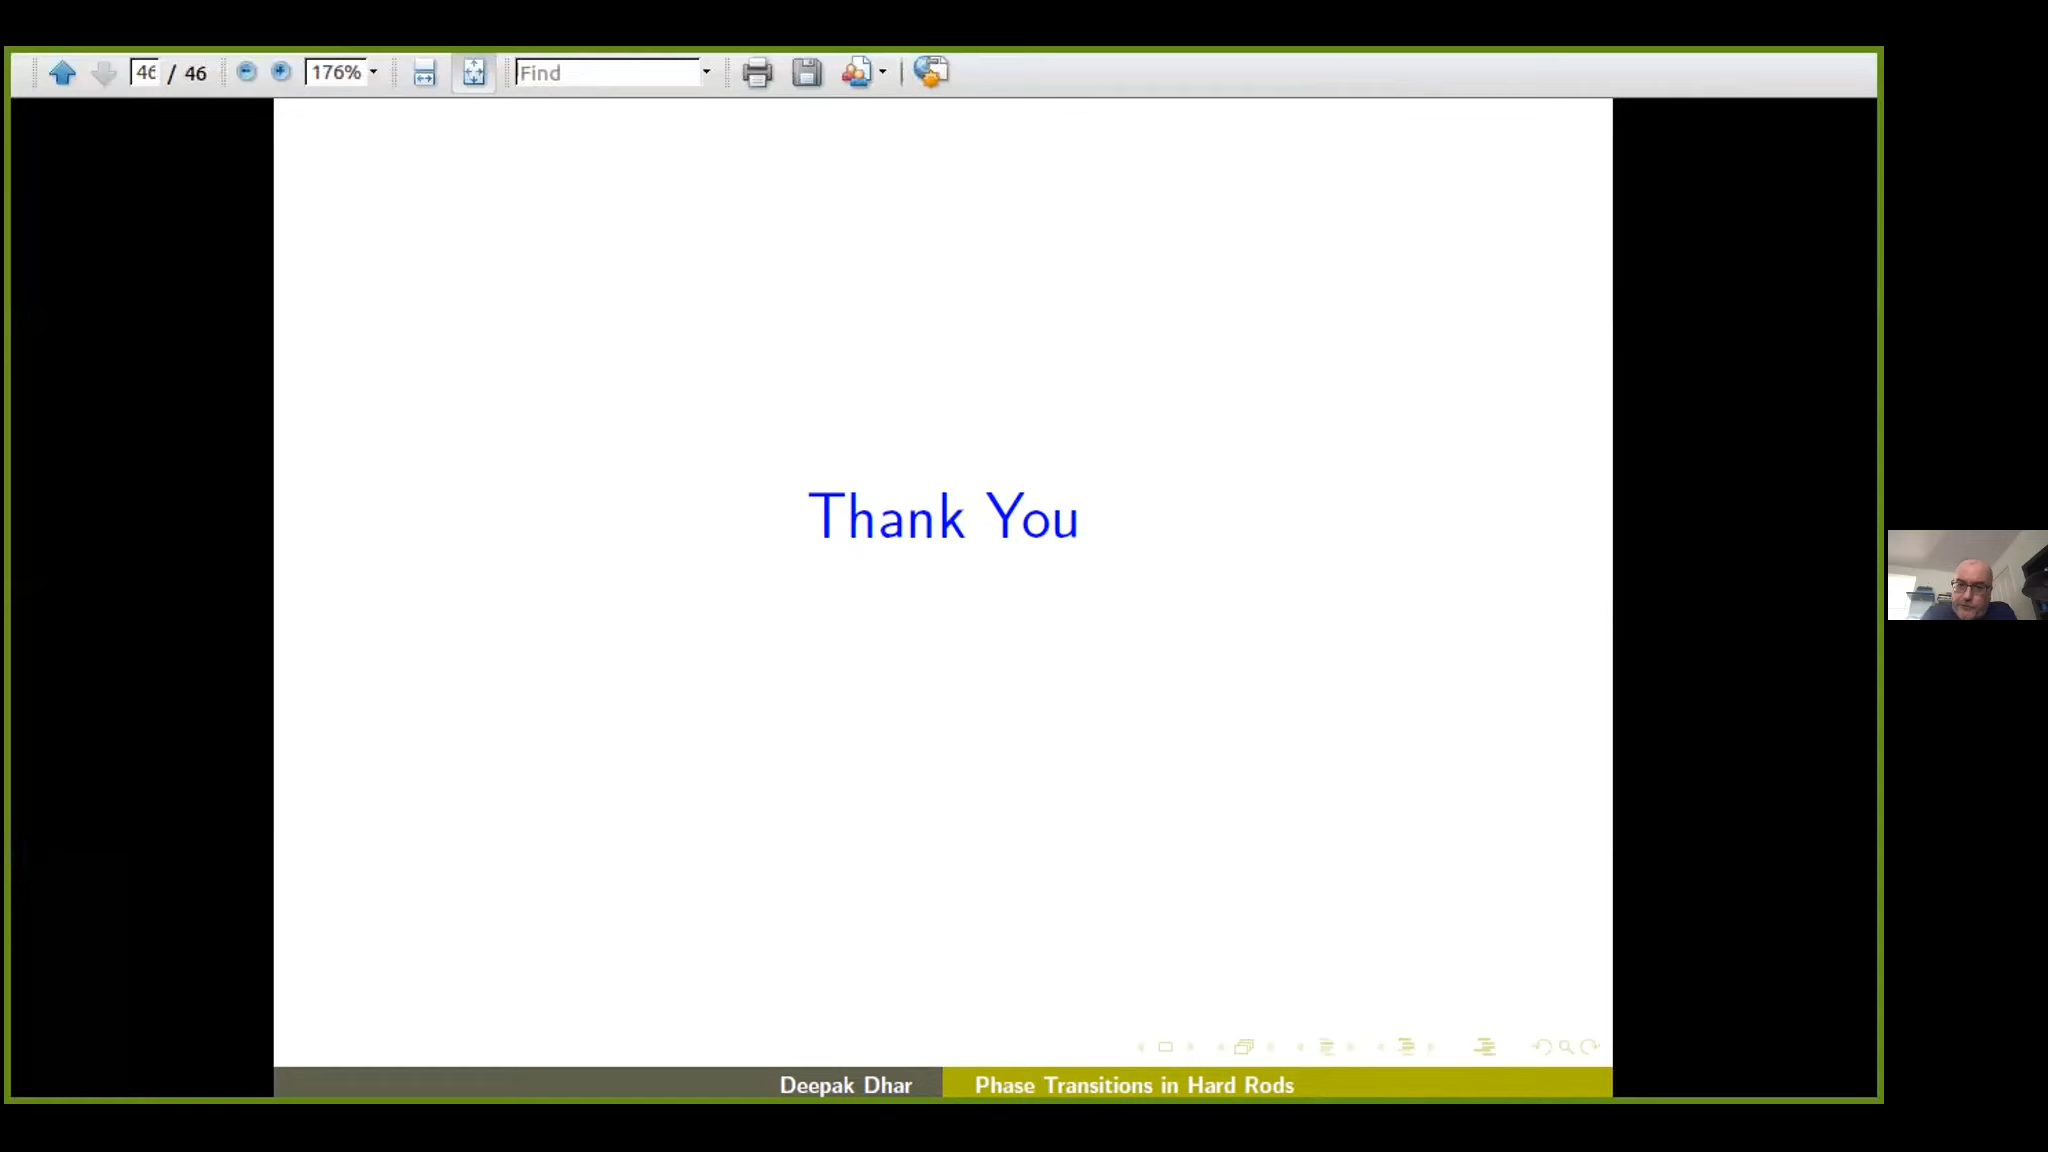 46 / 46 176% Find
Thank You
Deepak Dhar Phase Transitions in Hard Rods